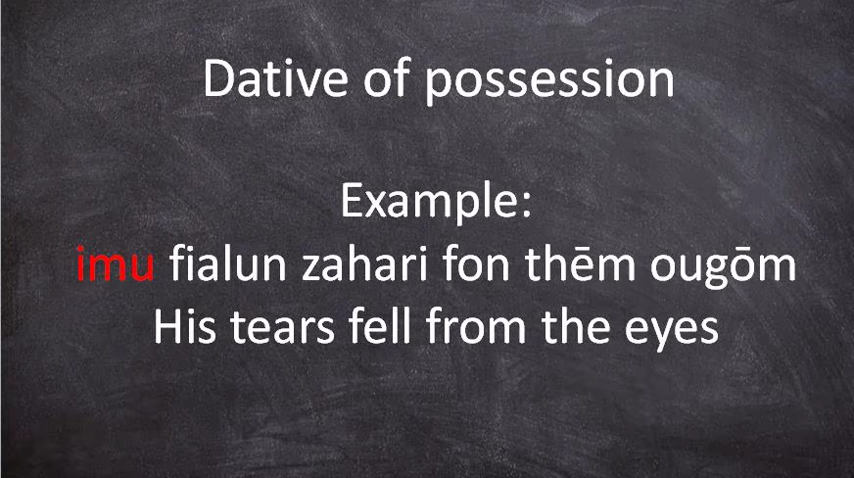 Dative of possession
Example:
imu fialun zahari fon thēm ougōm
His tears fell from the eyes